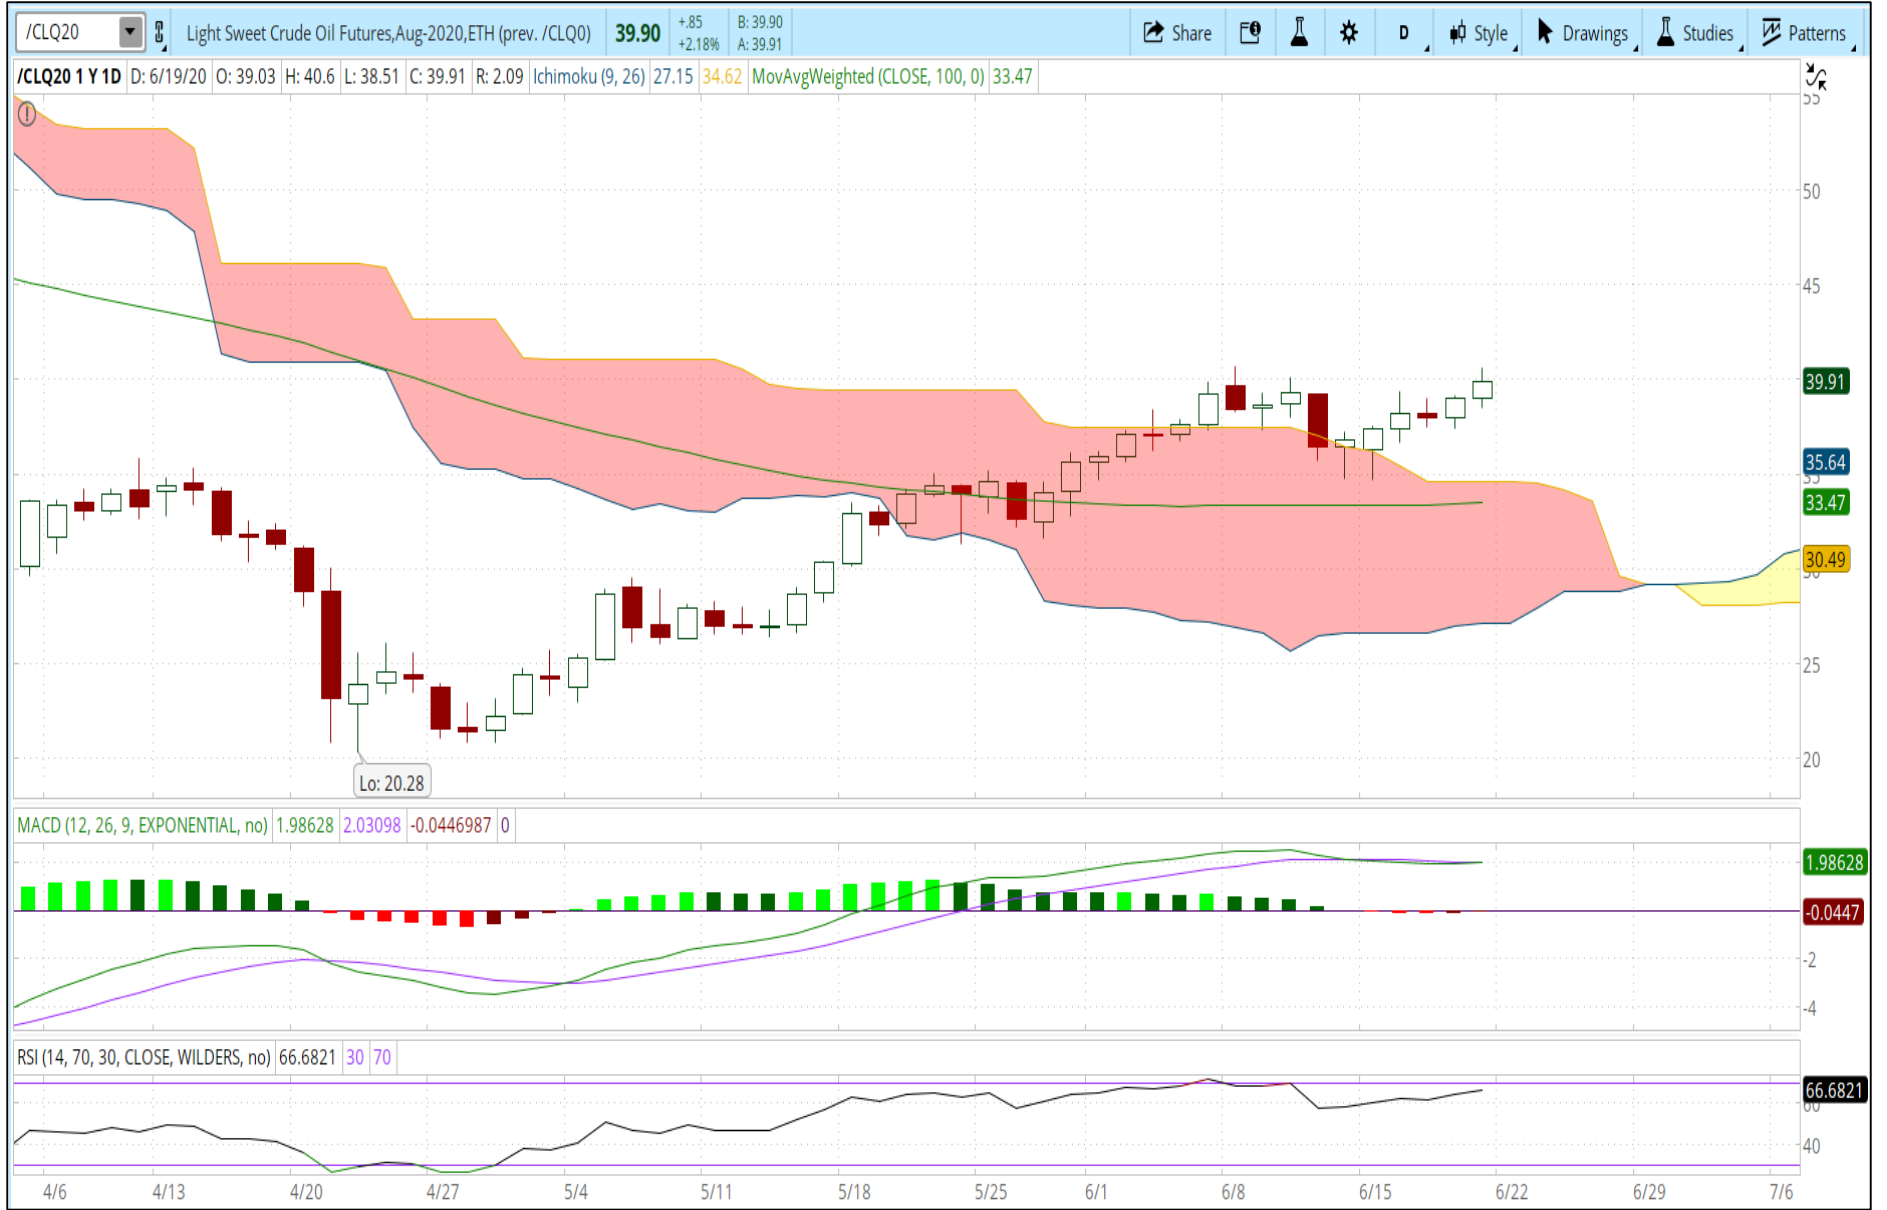 /CLQ20 Light Sweet Crude Oil Futures,Aug-2020,ETH (prev. /CLQ0) 39.90 +.85 B: 39.90 Share D Style Drawings Studies Patterns
+2.18% A: 39.91
/CLQ20 1 Y 1D D: 6/19/20 O: 39.03 H: 40.6 L: 38.51 C: 39.91 R: 2.09 Ichimoku (9, 26) 27.15 34.62 MovAvgWeighted (CLOSE, 100, 0) 33.47
55
50
45
39.91
35.64
35
33.47
30.49
30
25
20
Lo: 20.28
MACD (12, 26, 9, EXPONENTIAL, no) 1.98628 2.03098 -0.0446987 0
1.98628
-0.0447
-2
-4
RSI (14, 70, 30, CLOSE, WILDERS, no) 66.6821 30 70
66.6821
60
40
4/6 4/13 4/20 4/27 5/4 5/11 5/18 5/25 6/1 6/8 6/15 6/22 6/29 7/6